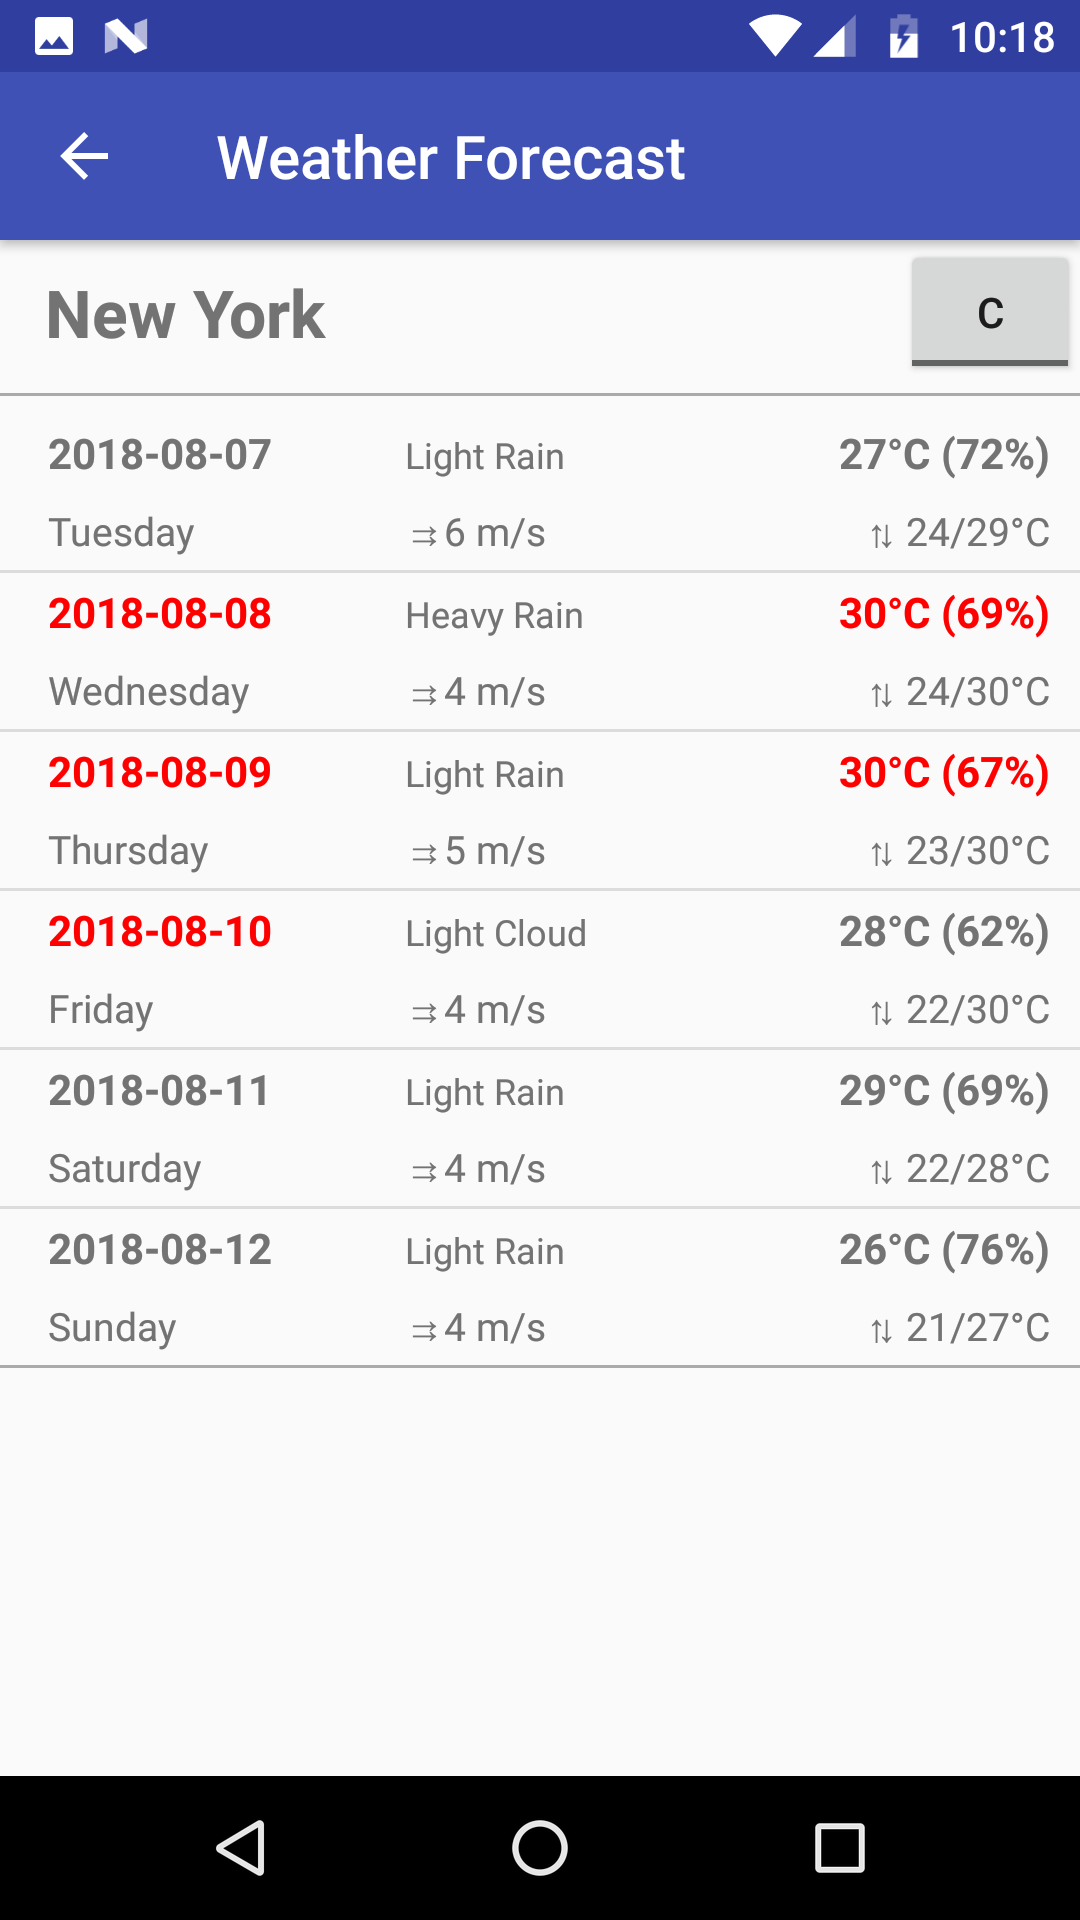 10:18
Weather Forecast
New York
C
2018-08-07 Light Rain 27°C (72%)
Tuesday ⇉ 6 m/s ⇅ 24/29°C
2018-08-08 Heavy Rain 30°C (69%)
Wednesday ⇉ 4 m/s ⇅ 24/30°C
2018-08-09 Light Rain 30°C (67%)
Thursday ⇉ 5 m/s ⇅ 23/30°C
2018-08-10 Light Cloud 28°C (62%)
Friday ⇉ 4 m/s ⇅ 22/30°C
2018-08-11 Light Rain 29°C (69%)
Saturday ⇉ 4 m/s ⇅ 22/28°C
2018-08-12 Light Rain 26°C (76%)
Sunday ⇉ 4 m/s ⇅ 21/27°C